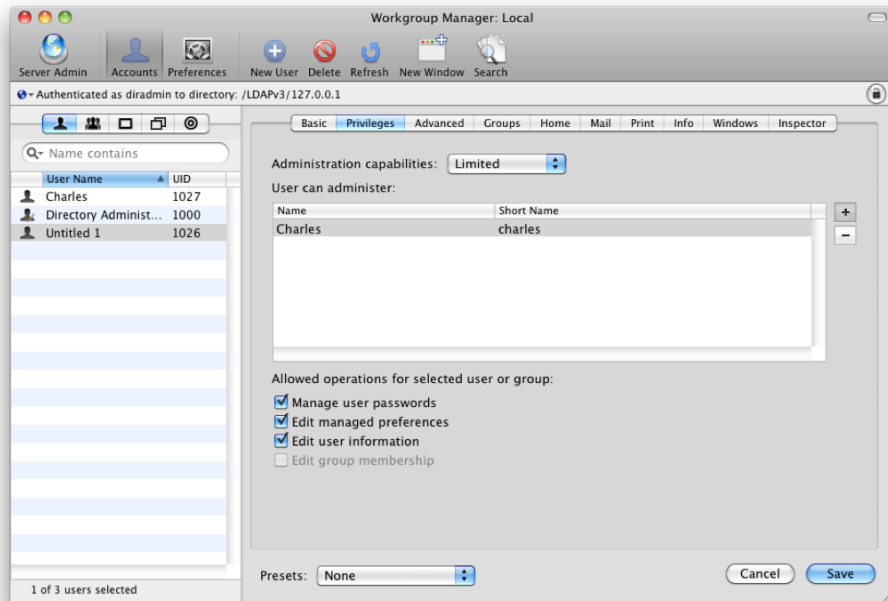 Workgroup Manager: Local
Server Admin Accounts Preferences New User Delete Refresh New Window Search
Authenticated as diradmin to directory: /LDAPv3/127.0.0.1
Basic Privileges Advanced Groups Home Mail Print Info Windows Inspector
Name contains
User Name UID
Charles 1027
Directory Administ... 1000
Untitled 1 1026
1 of 3 users selected
Administration capabilities: Limited
User can administer:
Name Short Name
Charles charles
Allowed operations for selected user or group:
Manage user passwords
Edit managed preferences
Edit user information
Edit group membership
Presets: None
Cancel Save